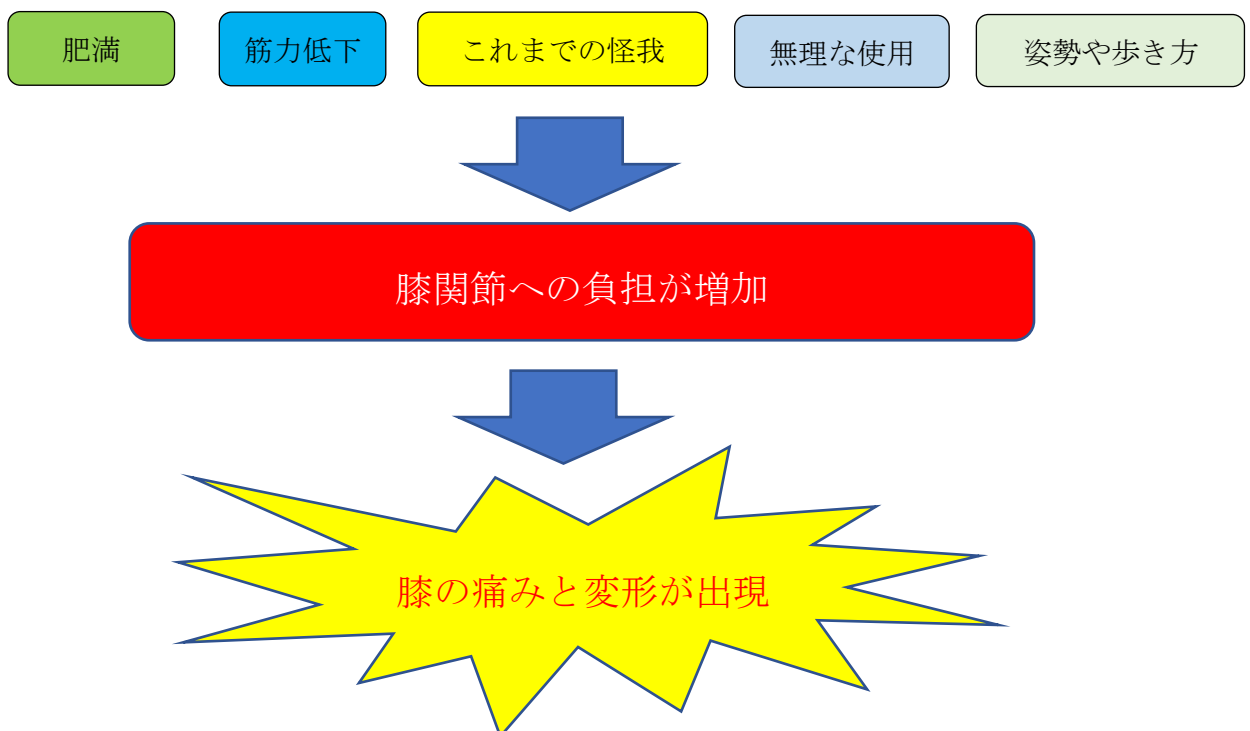 肥満
筋力低下
これまでの怪我
無理な使用
姿勢や歩き方
膝関節への負担が増加
膝の痛みと変形が出現